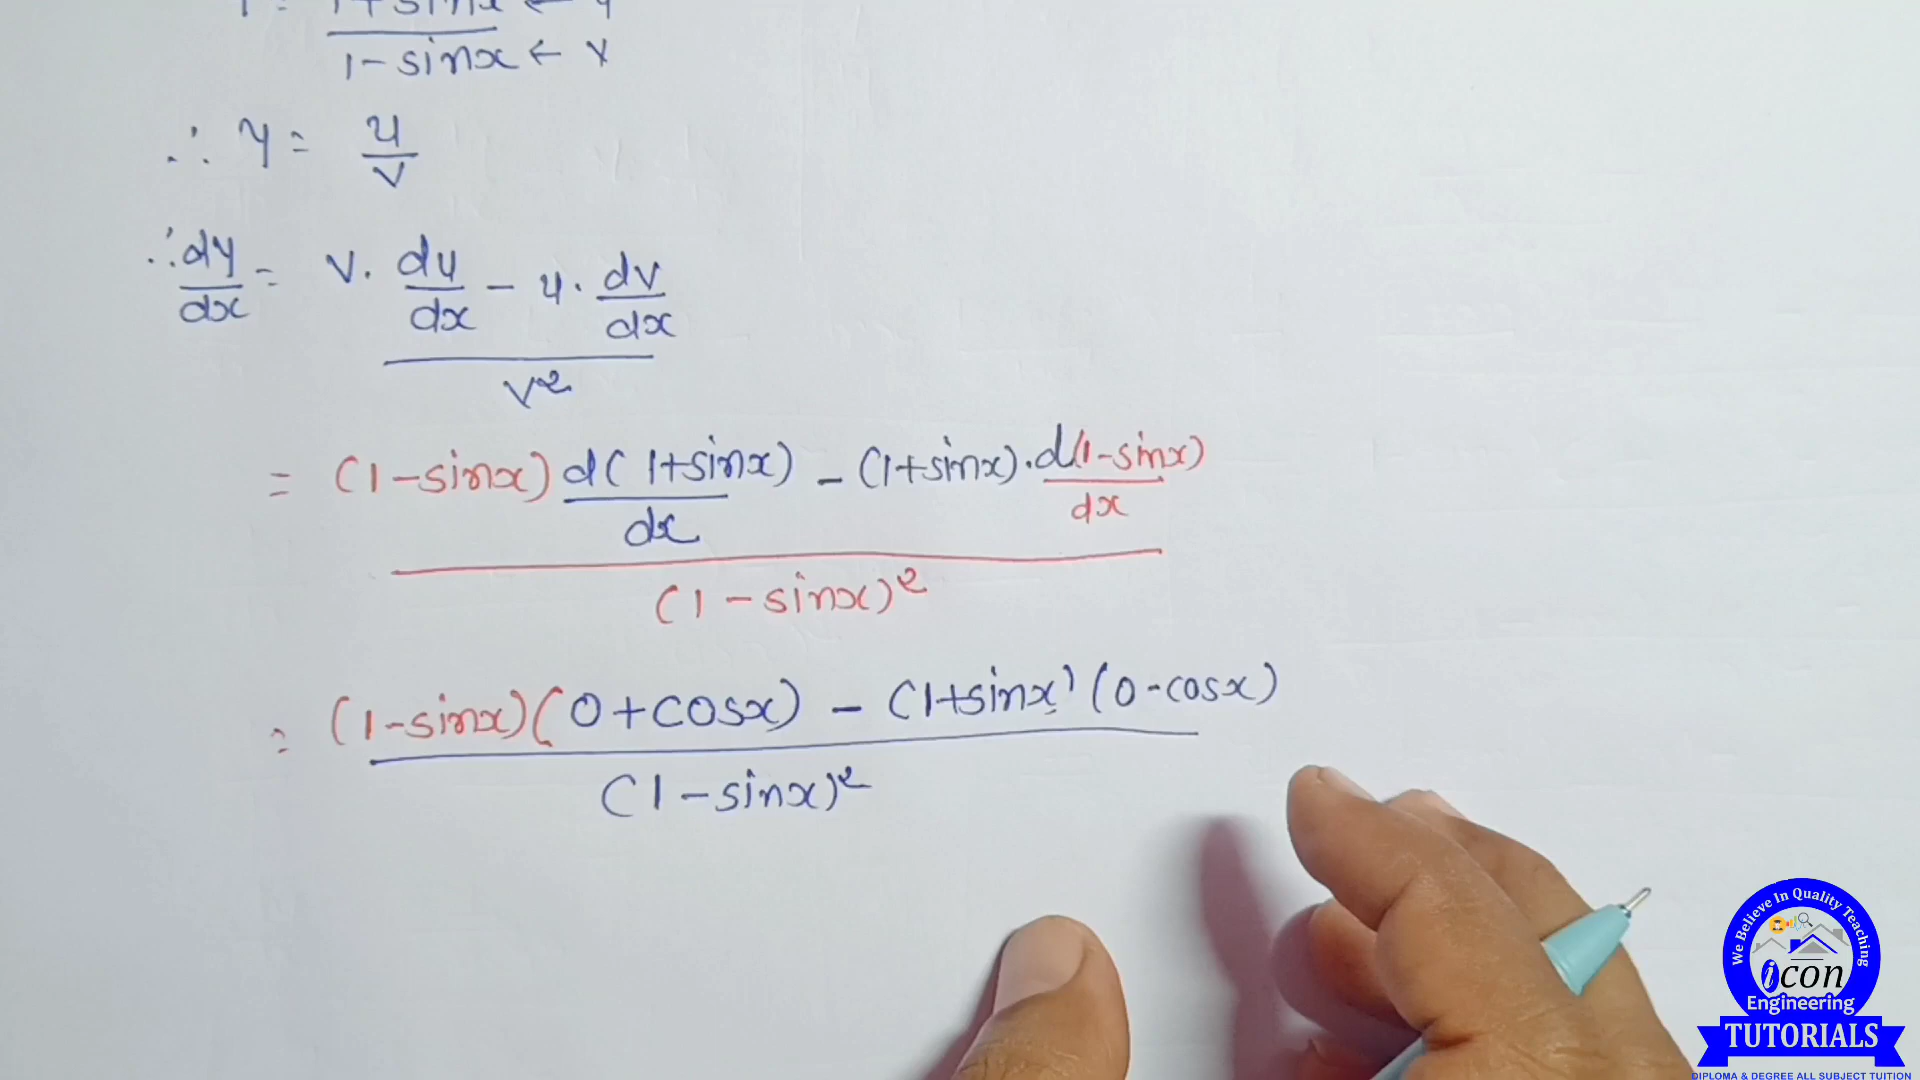 y = 1+sinx ← u
1-sinx ← v
∴ y = u/v
∴ dy/dx = v. du/dx - u. dv/dx
v²
= (1-sinx) d(1+sinx)/dx - (1+sinx).d(1-sinx)/dx
(1-sinx)²
= (1-sinx)(0+cosx) - (1+sinx)(0-cosx)
(1-sinx)²
We Believe In Quality Teaching
icon
Engineering
TUTORIALS
DIPLOMA & DEGREE ALL SUBJECT TUITION